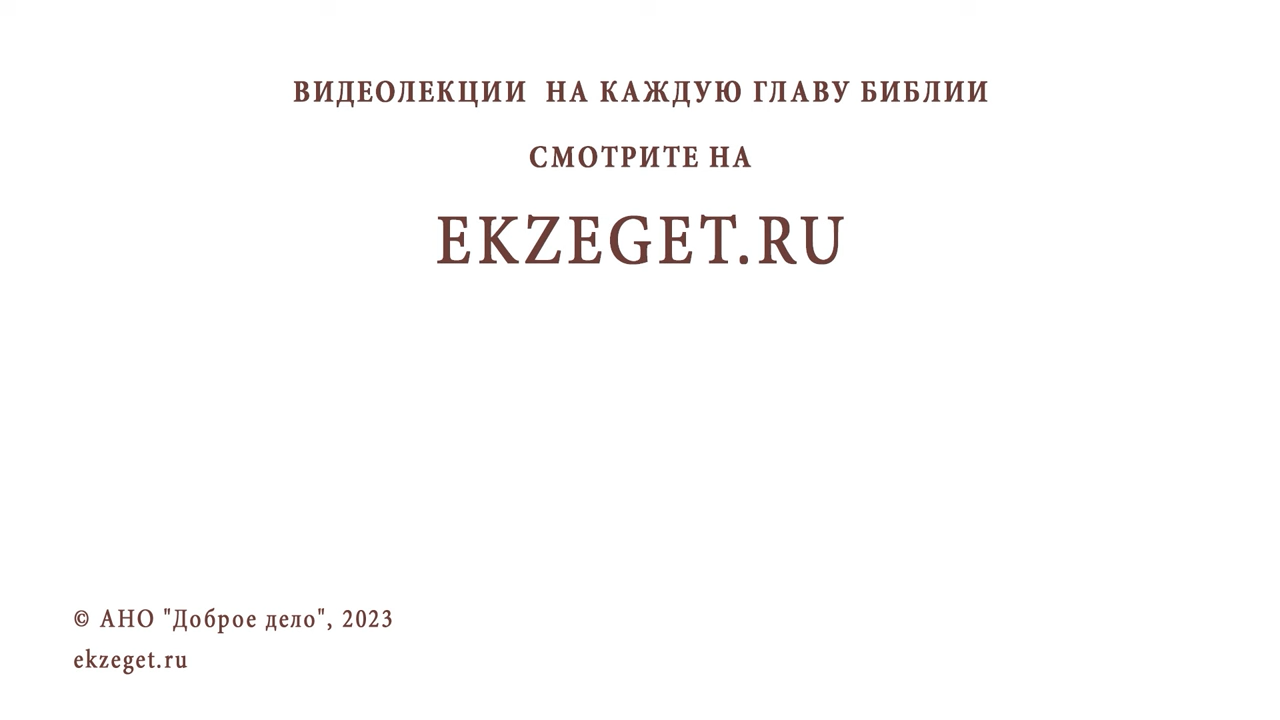 ВИДЕОЛЕКЦИИ НА КАЖДУЮ ГЛАВУ БИБЛИИ
СМОТРИТЕ НА
EKZEGET.RU
© АНО "Доброе дело", 2023
ekzeget.ru